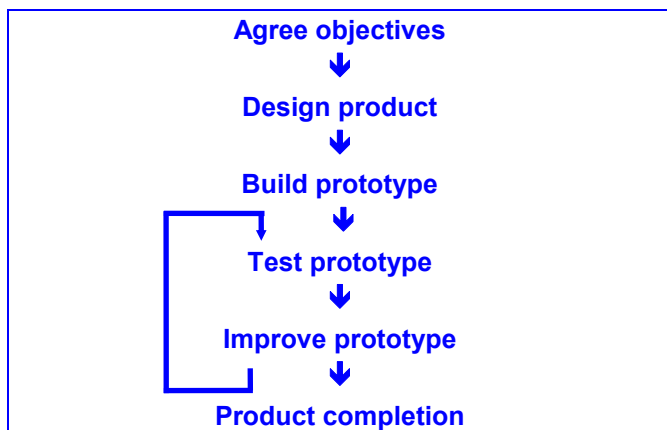 Agree objectives
Design product
Build prototype
Test prototype
Improve prototype
Product completion